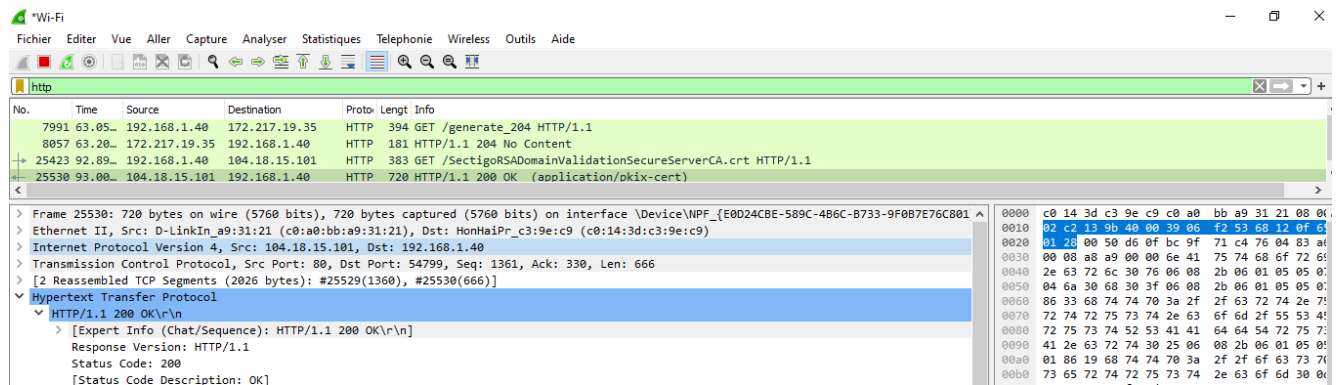 *Wi-Fi
Fichier Editer Vue Aller Capture Analyser Statistiques Telephonie Wireless Outils Aide
http
No. Time Source Destination Proto Lengt Info
7991 63.05… 192.168.1.40 172.217.19.35 HTTP 394 GET /generate_204 HTTP/1.1
8057 63.20… 172.217.19.35 192.168.1.40 HTTP 181 HTTP/1.1 204 No Content
25423 92.89… 192.168.1.40 104.18.15.101 HTTP 383 GET /SectigoRSADomainValidationSecureServerCA.crt HTTP/1.1
25530 93.00… 104.18.15.101 192.168.1.40 HTTP 720 HTTP/1.1 200 OK (application/pkix-cert)
Frame 25530: 720 bytes on wire (5760 bits), 720 bytes captured (5760 bits) on interface \Device\NPF_{E0D24CBE-589C-4B6C-B733-9F0B7E76C801
Ethernet II, Src: D-LinkIn_a9:31:21 (c0:a0:bb:a9:31:21), Dst: HonHaiPr_c3:9e:c9 (c0:14:3d:c3:9e:c9)
Internet Protocol Version 4, Src: 104.18.15.101, Dst: 192.168.1.40
Transmission Control Protocol, Src Port: 80, Dst Port: 54799, Seq: 1361, Ack: 330, Len: 666
[2 Reassembled TCP Segments (2026 bytes): #25529(1360), #25530(666)]
Hypertext Transfer Protocol
HTTP/1.1 200 OK\r\n
[Expert Info (Chat/Sequence): HTTP/1.1 200 OK\r\n]
Response Version: HTTP/1.1
Status Code: 200
[Status Code Description: OK]
0000 c0 14 3d c3 9e c9 c0 a0 bb a9 31 21 08 00
0010 02 c2 13 9b 40 00 39 06 f2 53 68 12 0f 65
0020 01 28 00 50 d6 0f bc 9f 71 c4 76 04 83
0030 00 08 a8 a9 00 00 6e 41 75 74 68 6f 72 69
0040 2e 63 72 6c 30 76 06 08 2b 06 01 05 05 07
0050 04 6a 30 68 30 3f 06 08 2b 06 01 05 05 07
0060 86 33 68 74 74 70 3a 2f 2f 63 72 74 2e 75
0070 72 74 72 75 73 74 2e 63 6f 6d 2f 55 53 45
0080 72 75 73 74 52 53 41 41 64 64 54 72 75 73
0090 41 2e 63 72 74 30 25 06 08 2b 06 01 05 05
00a0 01 86 19 68 74 74 70 3a 2f 2f 6f 63 73 70
00b0 73 65 72 74 72 75 73 74 2e 63 6f 6d 30